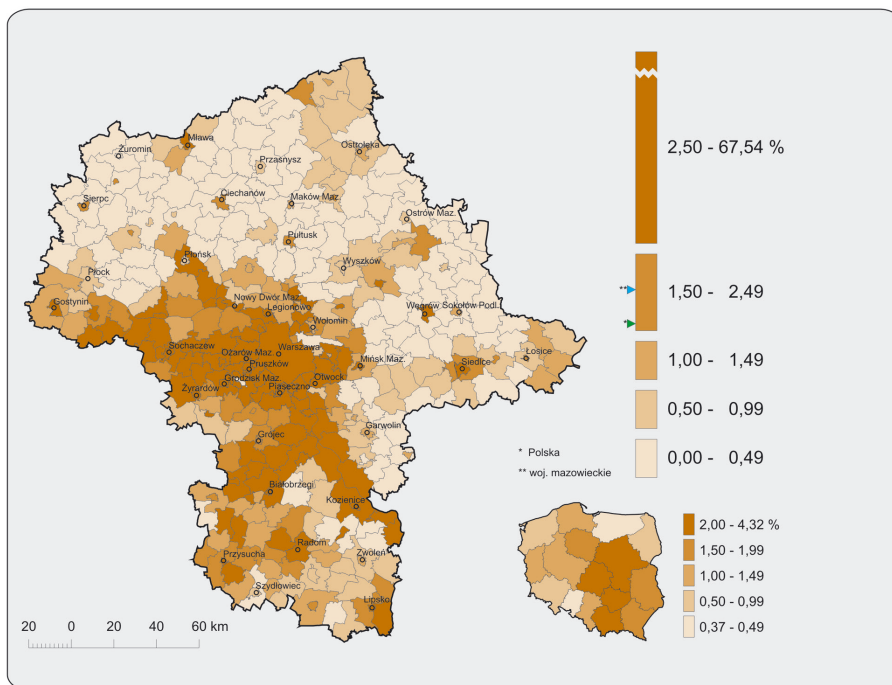 Mława
Żuromin
Ostrołęka
Przasnysz
Sierpc
Ciechanów
Maków Maz.
Ostrów Maz.
Pułtusk
Płońsk
Wyszków
Płock
Gostynin
Nowy Dwór Maz.
Legionowo
Węgrów
Sokołów Podl.
Wołomin
Sochaczew
Warszawa
Ożarów Maz.
Pruszków
Mińsk Maz.
Siedlce
Łosice
Grodzisk Maz.
Otwock
Żyrardów
Piaseczno
Garwolin
Grójec
Białobrzegi
Kozienice
Radom
Przysucha
Zwoleń
Szydłowiec
Lipsko
20 0 20 40 60 km
2,50 - 67,54 %
**
1,50 - 2,49
*
1,00 - 1,49
0,50 - 0,99
0,00 - 0,49
* Polska
** woj. mazowieckie
2,00 - 4,32 %
1,50 - 1,99
1,00 - 1,49
0,50 - 0,99
0,37 - 0,49